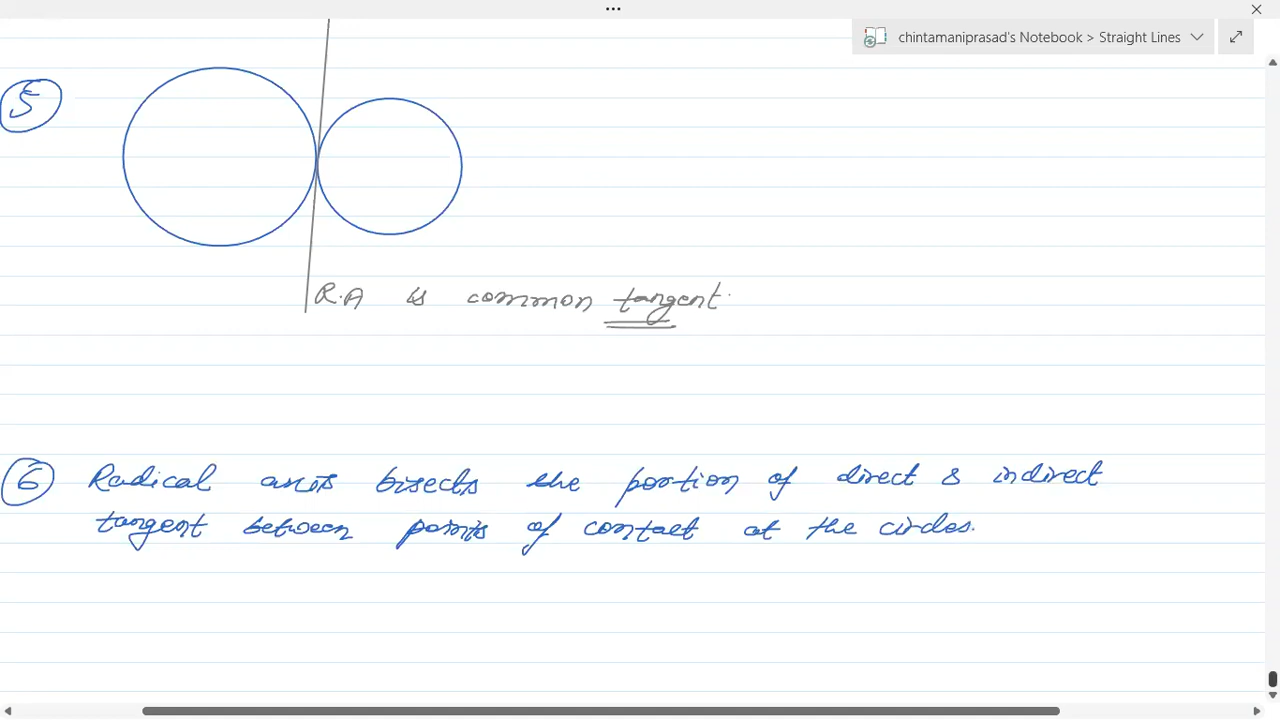 chintamaniprasad's Notebook > Straight Lines
5
R.A is common tangent.
6 Radical axis bisects the portion of direct & indirect
tangent between points of contact at the circles.